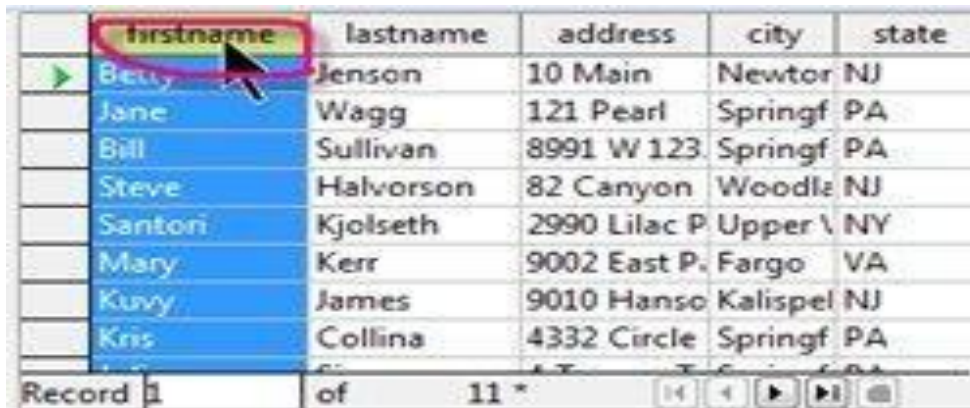 firstname lastname address city state
Betty Jenson 10 Main Newtor NJ
Jane Wagg 121 Pearl Springf PA
Bill Sullivan 8991 W 123. Springf PA
Steve Halvorson 82 Canyon Woodla NJ
Santori Kjolseth 2990 Lilac P Upper \ NY
Mary Kerr 9002 East P. Fargo VA
Kuvy James 9010 Hanso Kalispel NJ
Kris Collina 4332 Circle Springf PA
Record 1 of 11 *